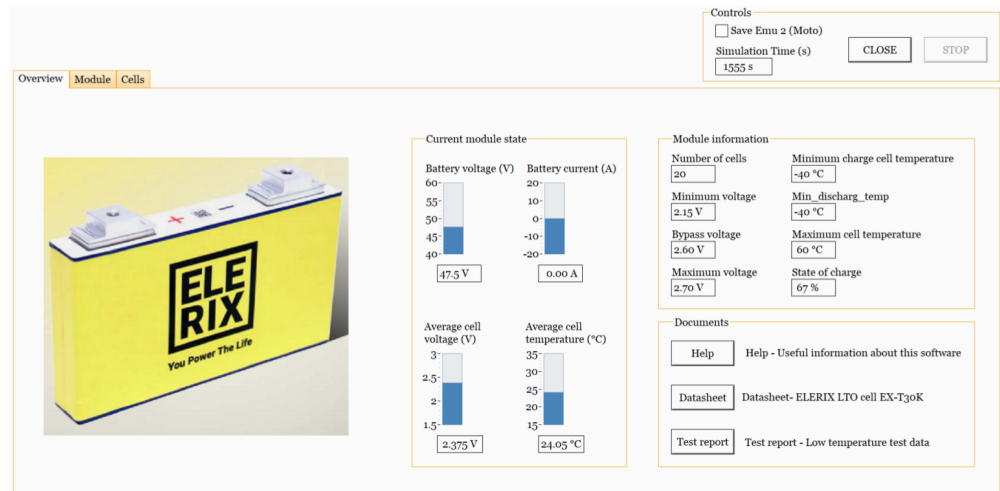 Controls
Save Emu 2 (Moto)
Simulation Time (s)
1555 s
CLOSE
STOP
Overview
Module
Cells
ELE
RIX
You Power The Life
+
-
Current module state
Battery voltage (V)
60
55
50
45
40
47.5 V
Battery current (A)
20
10
0
-10
-20
0.00 A
Average cell
voltage (V)
3
2.5
2
1.5
2.375 V
Average cell
temperature (°C)
35
30
25
20
15
24.05 °C
Module information
Number of cells
20
Minimum charge cell temperature
-40 °C
Minimum voltage
2.15 V
Min_discharg_temp
-40 °C
Bypass voltage
2.60 V
Maximum cell temperature
60 °C
Maximum voltage
2.70 V
State of charge
67 %
Documents
Help
Help - Useful information about this software
Datasheet
Datasheet- ELERIX LTO cell EX-T30K
Test report
Test report - Low temperature test data